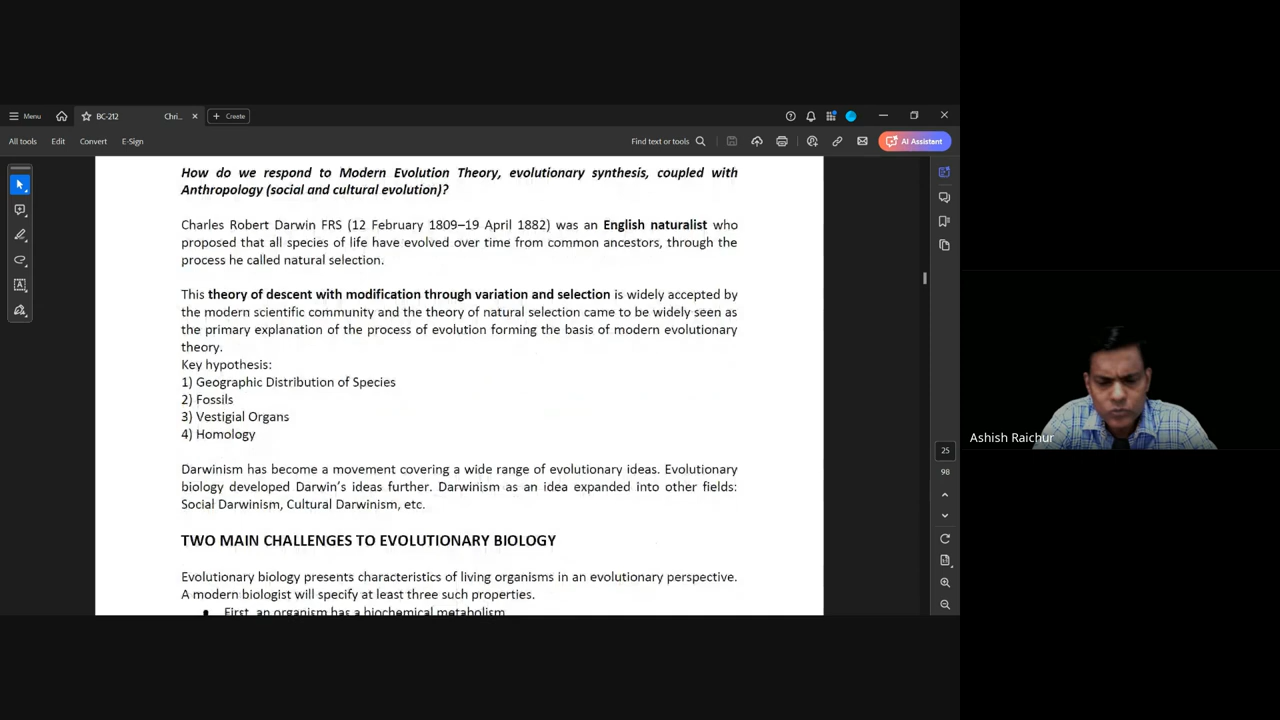 Menu
BC-212
Chri...
Create
All tools
Edit
Convert
E-Sign
Find text or tools
AI Assistant
How do we respond to Modern Evolution Theory, evolutionary synthesis, coupled with
Anthropology (social and cultural evolution)?
Charles Robert Darwin FRS (12 February 1809–19 April 1882) was an English naturalist who
proposed that all species of life have evolved over time from common ancestors, through the
process he called natural selection.
This theory of descent with modification through variation and selection is widely accepted by
the modern scientific community and the theory of natural selection came to be widely seen as
the primary explanation of the process of evolution forming the basis of modern evolutionary
theory.
Key hypothesis:
1) Geographic Distribution of Species
2) Fossils
3) Vestigial Organs
4) Homology
Darwinism has become a movement covering a wide range of evolutionary ideas. Evolutionary
biology developed Darwin’s ideas further. Darwinism as an idea expanded into other fields:
Social Darwinism, Cultural Darwinism, etc.
TWO MAIN CHALLENGES TO EVOLUTIONARY BIOLOGY
Evolutionary biology presents characteristics of living organisms in an evolutionary perspective.
A modern biologist will specify at least three such properties.
● First, an organism has a biochemical metabolism
25
98
Ashish Raichur